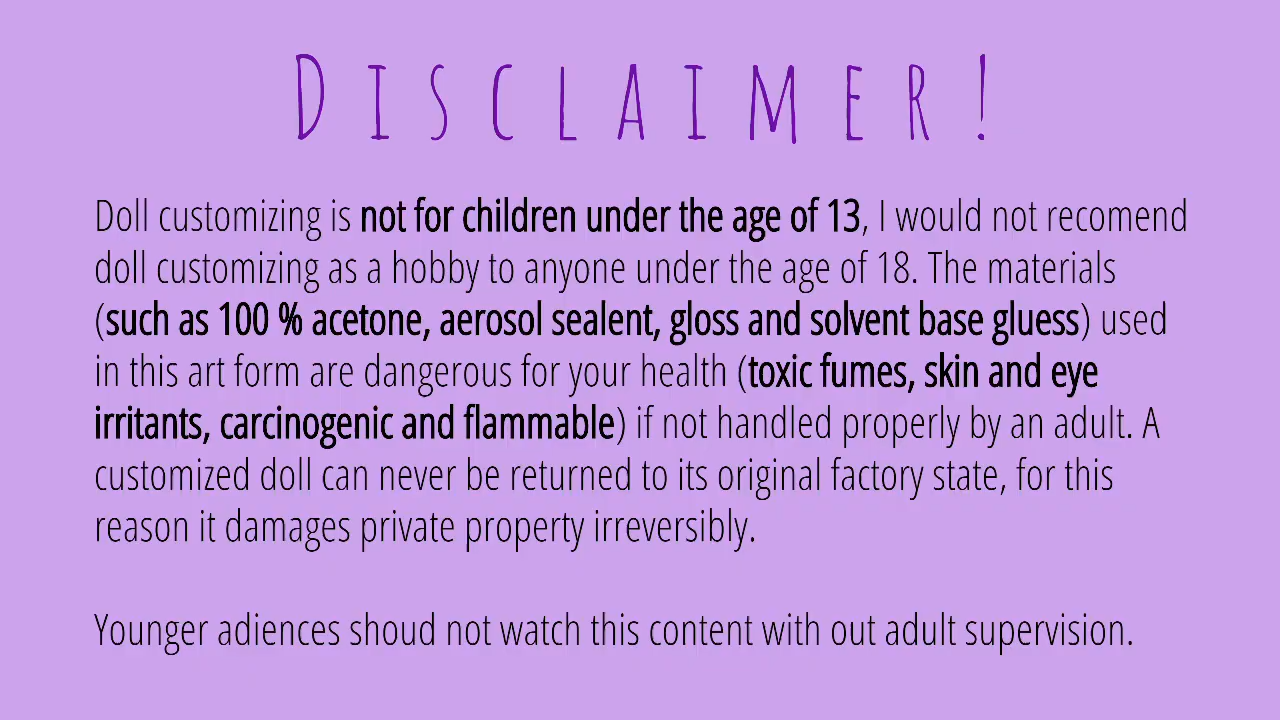 DISCLAIMER!
Doll customizing is not for children under the age of 13, I would not recomend
doll customizing as a hobby to anyone under the age of 18. The materials
(such as 100 % acetone, aerosol sealent, gloss and solvent base gluess) used
in this art form are dangerous for your health (toxic fumes, skin and eye
irritants, carcinogenic and flammable) if not handled properly by an adult. A
customized doll can never be returned to its original factory state, for this
reason it damages private property irreversibly.
Younger adiences shoud not watch this content with out adult supervision.